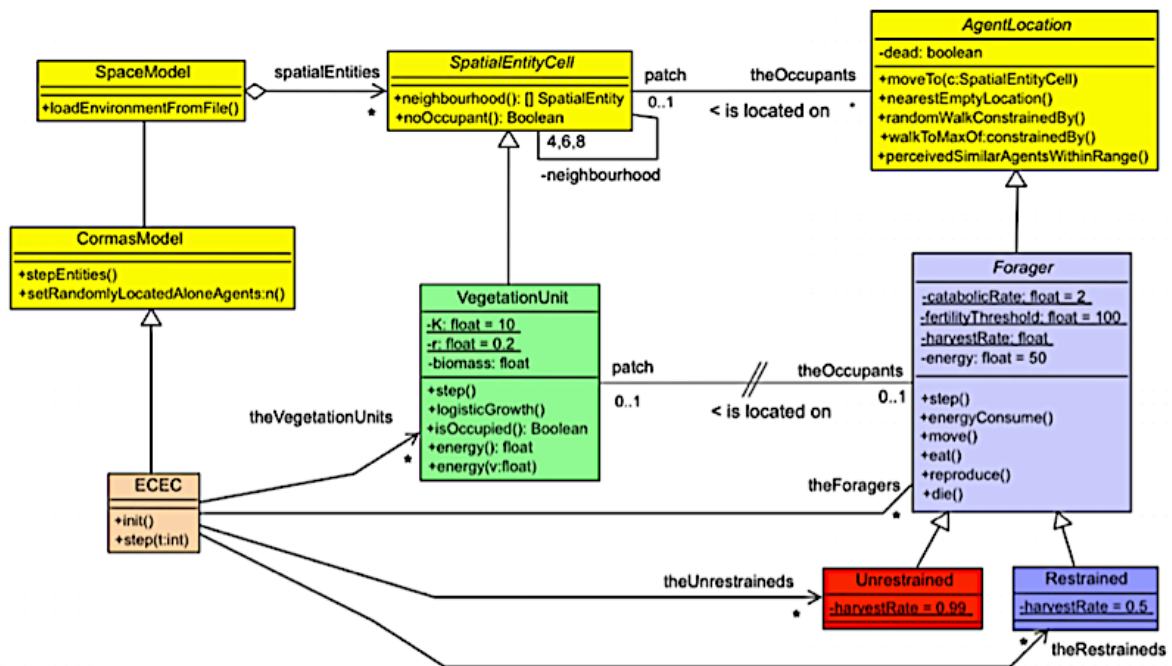 SpaceModel
+loadEnvironmentFromFile()
spatialEntities
*
SpatialEntityCell
+neighbourhood(): [] SpatialEntity
+noOccupant(): Boolean
4,6,8
-neighbourhood
patch
0..1
theOccupants
*
< is located on
AgentLocation
-dead: boolean
+moveTo(c:SpatialEntityCell)
+nearestEmptyLocation()
+randomWalkConstrainedBy()
+walkToMaxOf:constrainedBy()
+perceivedSimilarAgentsWithinRange()
CormasModel
+stepEntities()
+setRandomlyLocatedAloneAgents:n()
VegetationUnit
-K: float = 10
-r: float = 0.2
-biomass: float
+step()
+logisticGrowth()
+isOccupied(): Boolean
+energy(): float
+energy(v:float)
patch
0..1
theOccupants
0..1
< is located on
Forager
-catabolicRate: float = 2
-fertilityThreshold: float = 100
-harvestRate: float
-energy: float = 50
+step()
+energyConsume()
+move()
+eat()
+reproduce()
+die()
theVegetationUnits
*
ECEC
+init()
+step(t:int)
theForagers
*
theUnrestraineds
*
Unrestrained
-harvestRate = 0.99
Restrained
-harvestRate = 0.5
*
theRestraineds